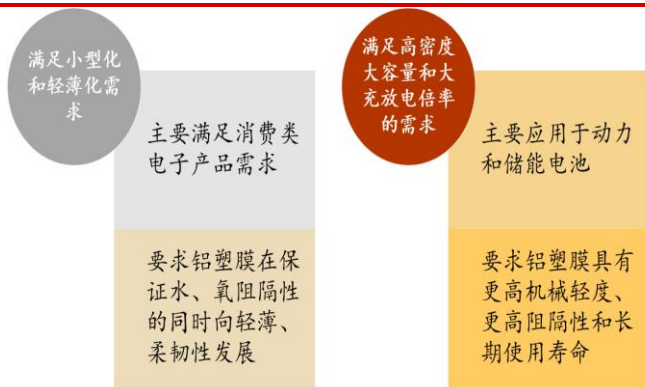 满足小型化
和轻薄化需
求
主要满足消费类
电子产品需求
要求铝塑膜在保
证水、氧阻隔性
的同时向轻薄、
柔韧性发展
满足高密度
大容量和大
充放电倍率
的需求
主要应用于动力
和储能电池
要求铝塑膜具有
更高机械轻度、
更高阻隔性和长
期使用寿命